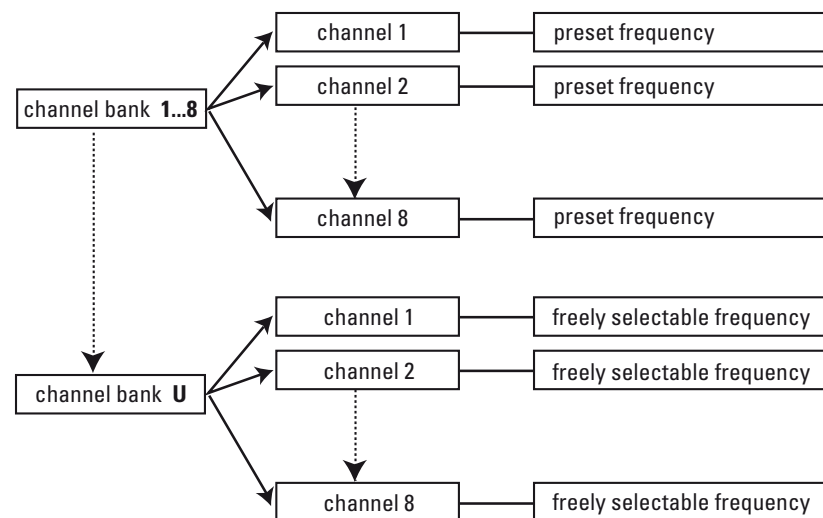 channel 1 preset frequency
channel 2 preset frequency
channel bank 1...8
channel 8 preset frequency
channel 1 freely selectable frequency
channel 2 freely selectable frequency
channel bank U
channel 8 freely selectable frequency